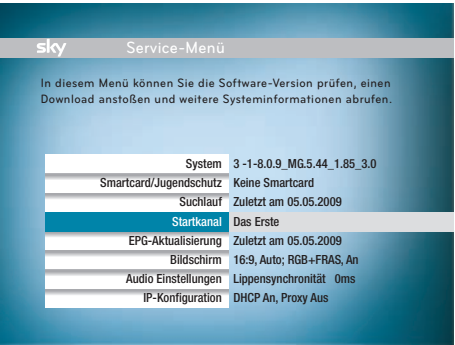 sky Service-Menü
In diesem Menü können Sie die Software-Version prüfen, einen
Download anstoßen und weitere Systeminformationen abrufen.
System 3 -1-8.0.9_MG.5.44_1.85_3.0
Smartcard/Jugendschutz Keine Smartcard
Suchlauf Zuletzt am 05.05.2009
Startkanal Das Erste
EPG-Aktualisierung Zuletzt am 05.05.2009
Bildschirm 16:9, Auto; RGB+FRAS, An
Audio Einstellungen Lippensynchronität 0ms
IP-Konfiguration DHCP An, Proxy Aus